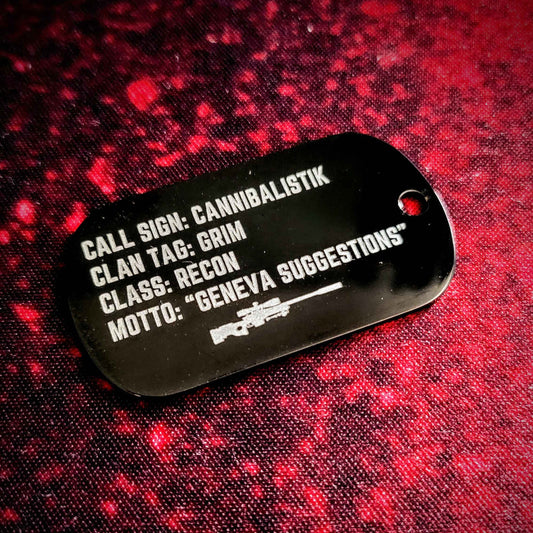 CALL SIGN: CANNIBALISTIK
CLAN TAG: GRIM
CLASS: RECON
MOTTO: “GENEVA SUGGESTIONS”